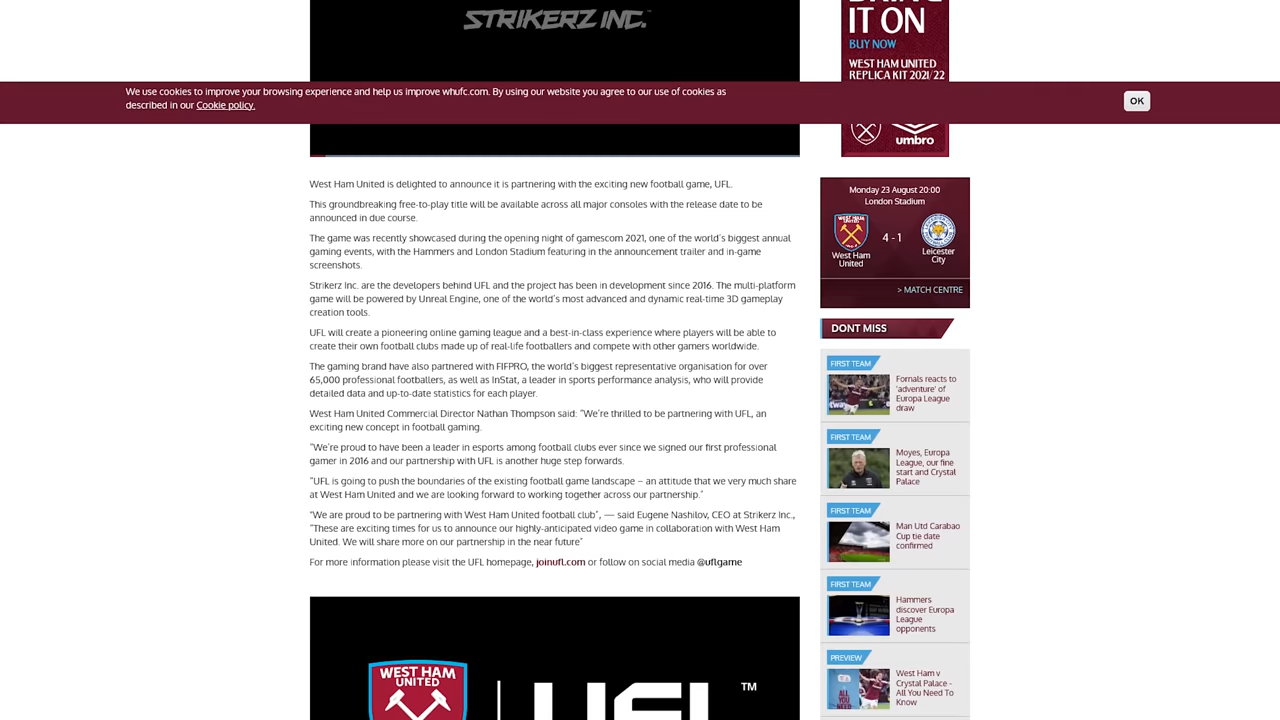 STRIKERZ INC.™
IT ON
BUY NOW
WEST HAM UNITED
REPLICA KIT 2021/22
We use cookies to improve your browsing experience and help us improve whufc.com. By using our website you agree to our use of cookies as
described in our Cookie policy.
OK
umbro
West Ham United is delighted to announce it is partnering with the exciting new football game, UFL.
This groundbreaking free-to-play title will be available across all major consoles with the release date to be
announced in due course.
The game was recently showcased during the opening night of gamescom 2021, one of the world's biggest annual
gaming events, with the Hammers and London Stadium featuring in the announcement trailer and in-game
screenshots.
Strikerz Inc. are the developers behind UFL and the project has been in development since 2016. The multi-platform
game will be powered by Unreal Engine, one of the world's most advanced and dynamic real-time 3D gameplay
creation tools.
UFL will create a pioneering online gaming league and a best-in-class experience where players will be able to
create their own football clubs made up of real-life footballers and compete with other gamers worldwide.
The gaming brand have also partnered with FIFPRO, the world's biggest representative organisation for over
65,000 professional footballers, as well as InStat, a leader in sports performance analysis, who will provide
detailed data and up-to-date statistics for each player.
West Ham United Commercial Director Nathan Thompson said: "We're thrilled to be partnering with UFL, an
exciting new concept in football gaming.
"We're proud to have been a leader in esports among football clubs ever since we signed our first professional
gamer in 2016 and our partnership with UFL is another huge step forwards.
"UFL is going to push the boundaries of the existing football game landscape – an attitude that we very much share
at West Ham United and we are looking forward to working together across our partnership."
"We are proud to be partnering with West Ham United football club", — said Eugene Nashilov, CEO at Strikerz Inc.,
"These are exciting times for us to announce our highly-anticipated video game in collaboration with West Ham
United. We will share more on our partnership in the near future"
For more information please visit the UFL homepage, joinufl.com or follow on social media @uflgame
WEST HAM
UNITED
UFL
TM
Monday 23 August 20:00
London Stadium
WEST HAM
UNITED
4 - 1
West Ham
United
Leicester
City
> MATCH CENTRE
DONT MISS
FIRST TEAM
Fornals reacts to
'adventure' of
Europa League
draw
FIRST TEAM
Moyes, Europa
League, our fine
start and Crystal
Palace
FIRST TEAM
Man Utd Carabao
Cup tie date
confirmed
FIRST TEAM
Hammers
discover Europa
League
opponents
PREVIEW
West Ham v
Crystal Palace -
All You Need To
Know